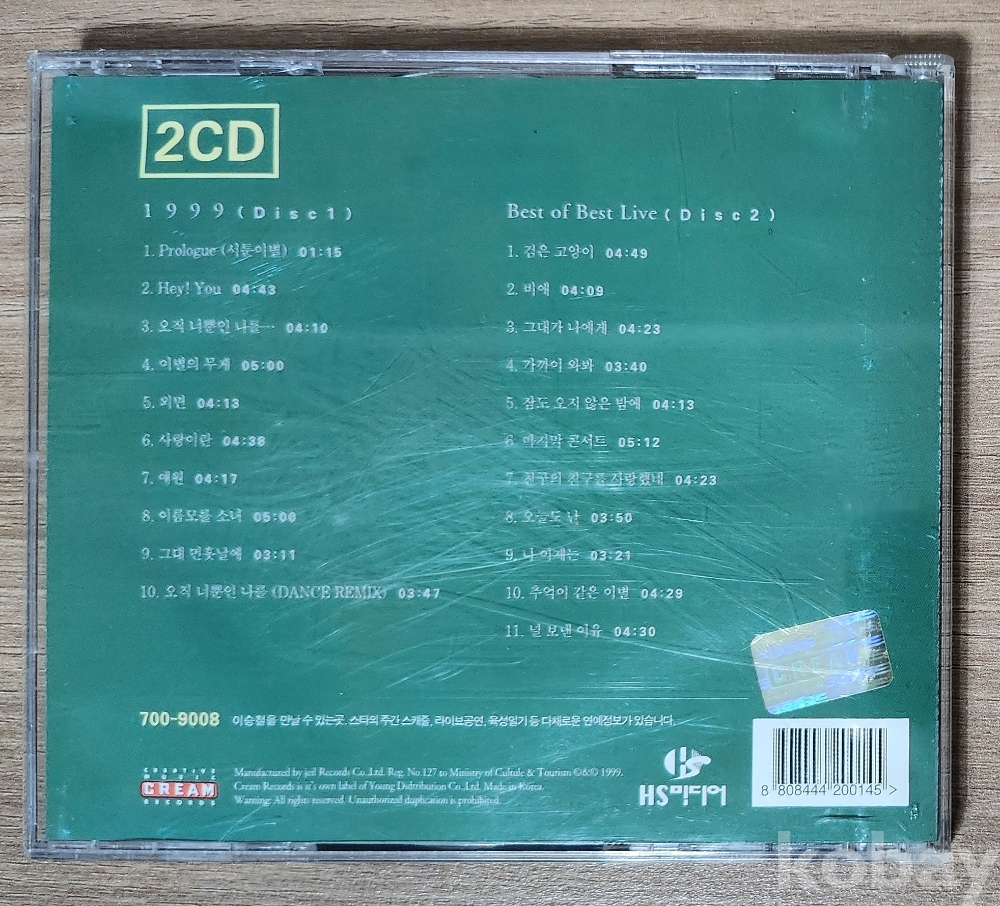 2CD
1999 (Disc1)
1. Prologue (서툰이별) 01:15
2. Hey! You 04:43
3. 오직 너뿐인 나를··· 04:10
4. 이별의 무게 05:00
5. 외면 04:13
6. 사랑이란 04:38
7. 애원 04:17
8. 이름모를 소녀 05:00
9. 그대 먼훗날에 03:11
10. 오직 너뿐인 나를 (DANCE REMIX) 03:47
Best of Best Live (Disc2)
1. 검은 고양이 04:49
2. 비애 04:09
3. 그대가 나에게 04:23
4. 가까이 와봐 03:40
5. 잠도 오지 않은 밤에 04:13
6. 마지막 콘서트 05:12
7. 친구의 친구를 사랑했네 04:23
8. 오늘도 난 03:50
9. 나 이제는 03:21
10. 추억이 같은 이별 04:29
11. 널 보낸 이유 04:30
700-9008 이승철을 만날 수 있는곳. 스타의 주간 스케줄, 라이브공연, 육성일기 등 다채로운 연예정보가 있습니다.
CREATIVE
MUSIC
CREAM
RECORDS
Manufactured by jeil Records Co.,Ltd. Reg. No.127 to Ministry of Cultule & Tourism ©&℗ 1999.
Cream Records is it's own label of Young Didtribution Co.,Ltd. Made in Korea.
Warning: All rights reserved. Unauthorized duplication is prohibited.
HS미디어
CREAM
8 808444 200145 >
kobay